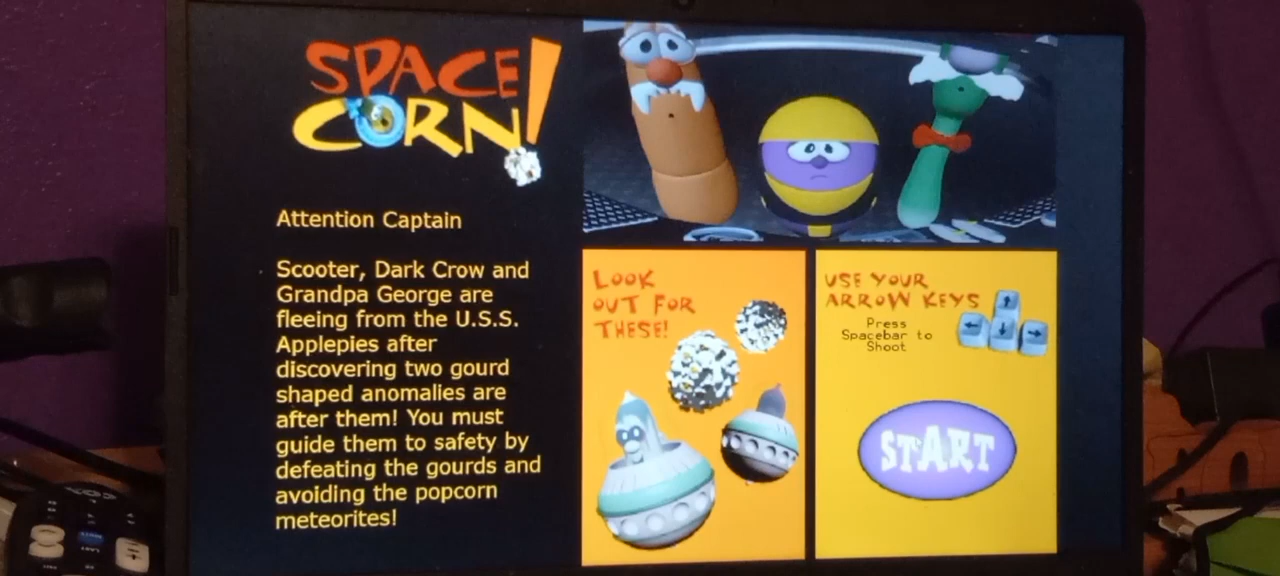 SPACE
CORN!
Attention Captain
Scooter, Dark Crow and
Grandpa George are
fleeing from the U.S.S.
Applepies after
discovering two gourd
shaped anomalies are
after them! You must
guide them to safety by
defeating the gourds and
avoiding the popcorn
meteorites!
LOOK
OUT FOR
THESE!
USE YOUR
ARROW KEYS
Press
Spacebar to
Shoot
START